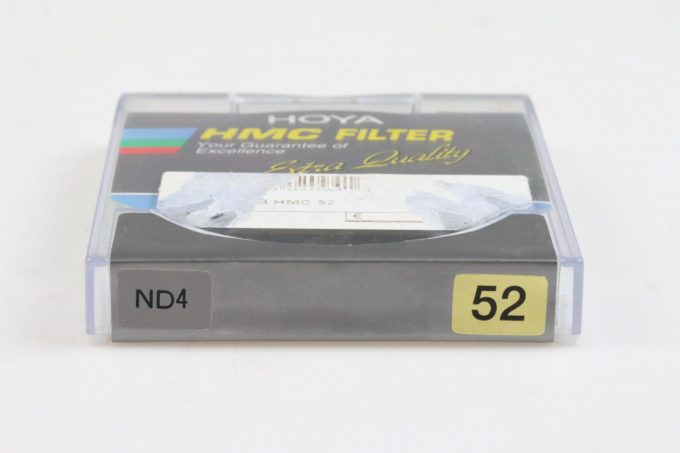 HOYA
HMC FILTER
Your Guarantee of
Excellence
Extra Quality
HMC 52
€
ND4
52